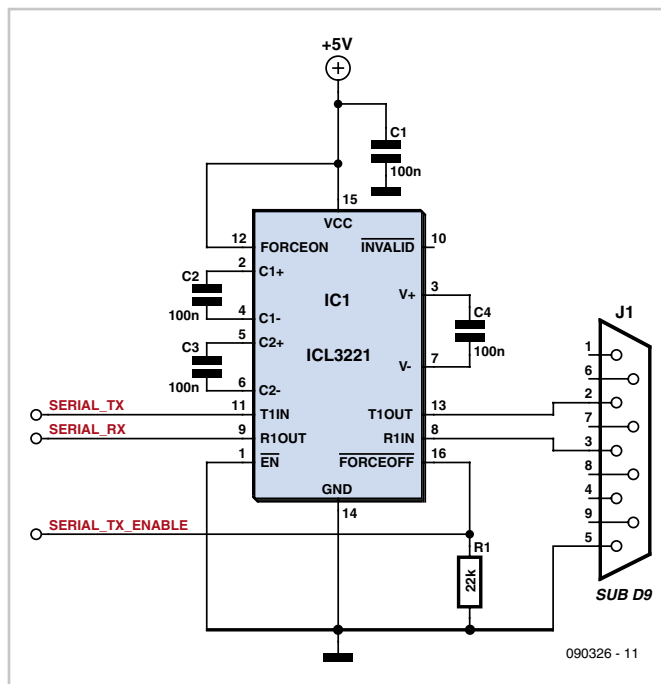 +5V
C1
100n
15
VCC
12 FORCEON INVALID 10
2 C1+
C2
100n
4 C1-
IC1
ICL3221
3 V+
C4
100n
7 V-
5 C2+
C3
100n
6 C2-
SERIAL_TX 11 T1IN T1OUT 13
SERIAL_RX 9 R1OUT R1IN 8
1 EN FORCEOFF 16
GND
14
SERIAL_TX_ENABLE
R1
22k
J1
1
6
2
7
3
8
4
9
5
SUB D9
090326 - 11